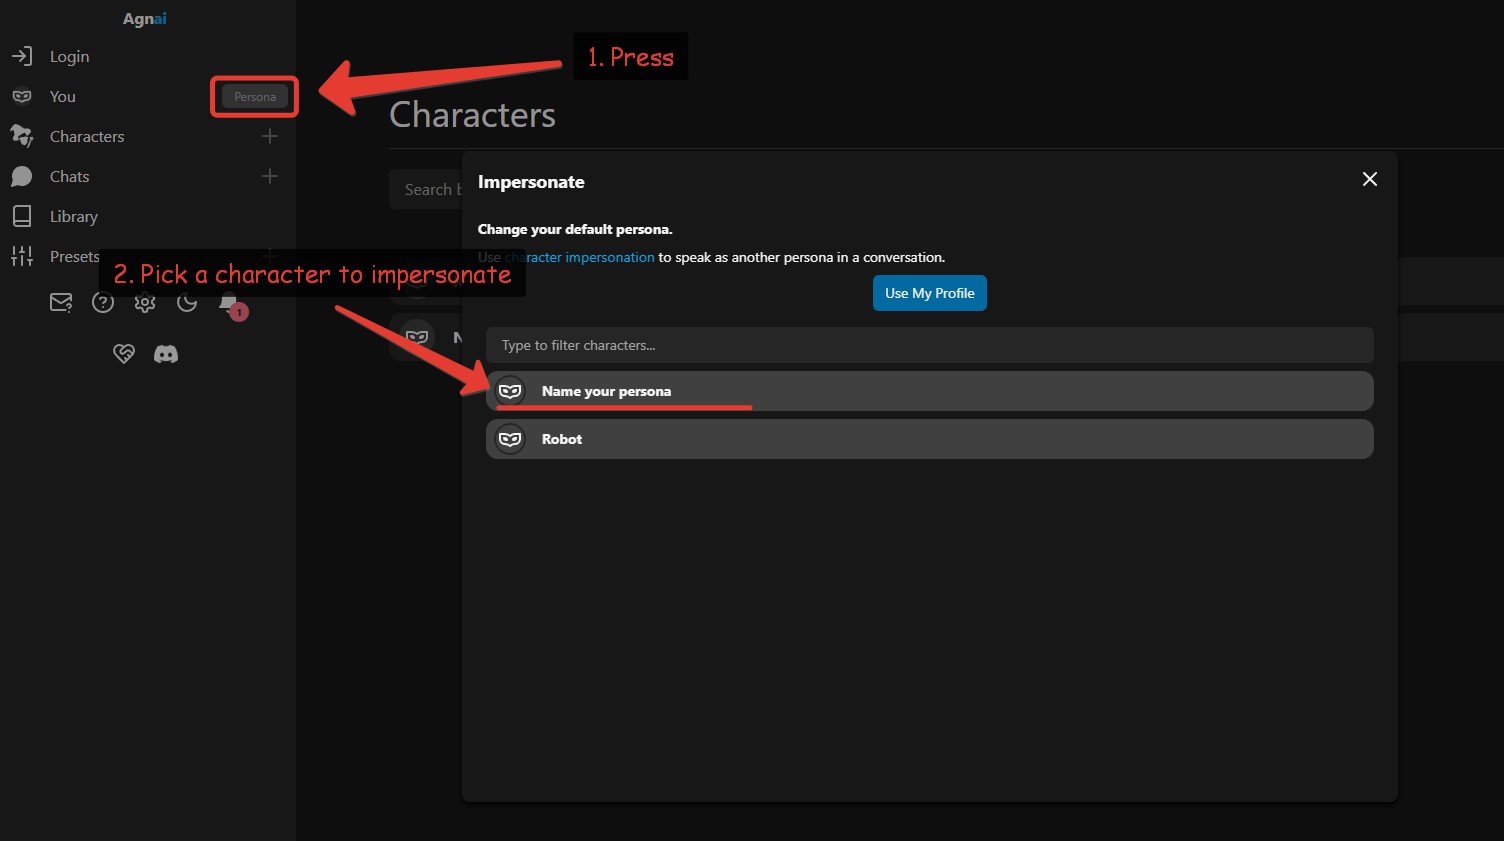 Agnai
Login
You
Persona
Characters
Chats
Library
Presets
1
1. Press
Characters
Search b
2. Pick a character to impersonate
N
Impersonate
Change your default persona.
Use character impersonation to speak as another persona in a conversation.
Use My Profile
Type to filter characters...
Name your persona
Robot